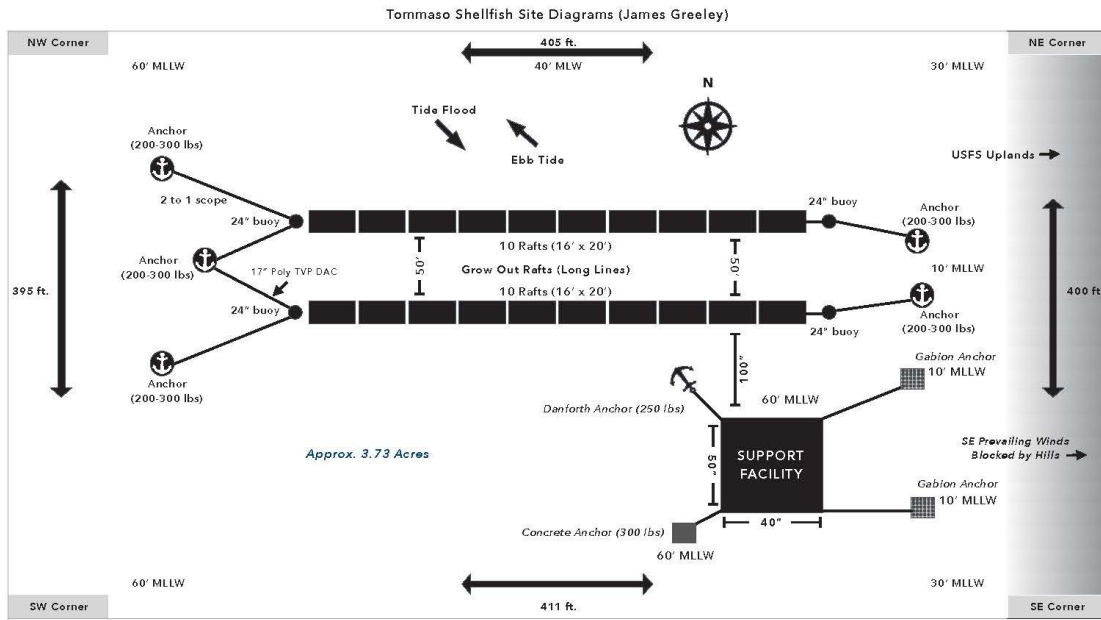 Tommaso Shellfish Site Diagrams (James Greeley)
NW Corner
405 ft.
NE Corner
60' MLLW
40' MLW
30' MLLW
N
Tide Flood
Ebb Tide
Anchor
(200-300 lbs)
USFS Uplands
2 to 1 scope
24" buoy
24" buoy
Anchor
(200-300 lbs)
10 Rafts (16' x 20')
Anchor
(200-300 lbs)
17" Poly TVP DAC
50'
Grow Out Rafts (Long Lines)
50'
10' MLLW
395 ft.
10 Rafts (16' x 20')
400 ft
24" buoy
24" buoy
Anchor
(200-300 lbs)
Anchor
(200-300 lbs)
100"
Gabion Anchor
10' MLLW
Danforth Anchor (250 lbs)
60' MLLW
Approx. 3.73 Acres
50"
SUPPORT
FACILITY
SE Prevailing Winds
Blocked by Hills
Gabion Anchor
10' MLLW
40"
Concrete Anchor (300 lbs)
60' MLLW
60' MLLW
30' MLLW
SW Corner
411 ft.
SE Corner